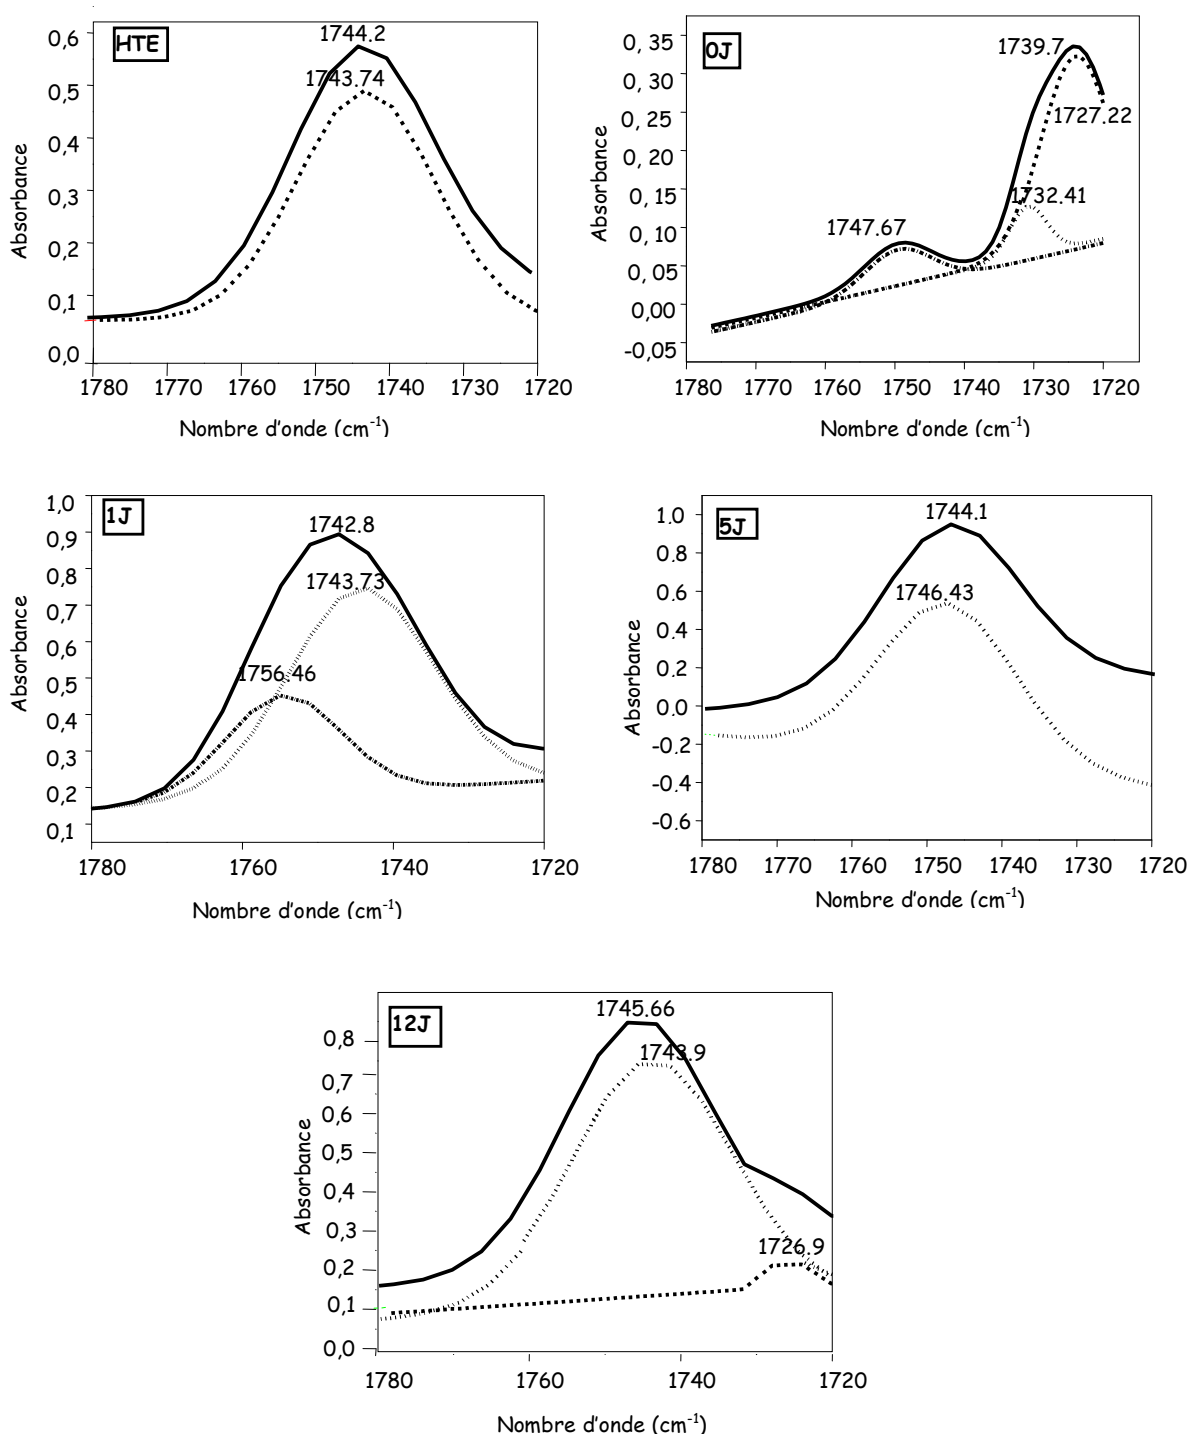 HTE
1744.2
1743.74
0,6
0,5
0,4
0,3
0,2
0,1
0,0
Absorbance
1780 1770 1760 1750 1740 1730 1720
Nombre d’onde (cm-1)
0J
1739.7
1727.22
1732.41
1747.67
0, 35
0, 30
0, 25
0, 20
0, 15
0, 10
0,05
0,00
-0,05
Absorbance
1780 1770 1760 1750 1740 1730 1720
Nombre d’onde (cm-1)
1J
1742.8
1743.73
1756.46
1,0
0,9
0,8
0,7
0,6
0,5
0,4
0,3
0,2
0,1
Absorbance
1780 1760 1740 1720
Nombre d’onde (cm-1)
5J
1744.1
1746.43
1.0
0.8
0.6
0.4
0.2
0.0
-0.2
-0.4
-0.6
Absorbance
1780 1770 1760 1750 1740 1730 1720
Nombre d’onde (cm-1)
12J
1745.66
1743.9
1726.9
0,8
0,7
0,6
0,5
0,4
0,3
0,2
0,1
0,0
Absorbance
1780 1760 1740 1720
Nombre d’onde (cm-1)